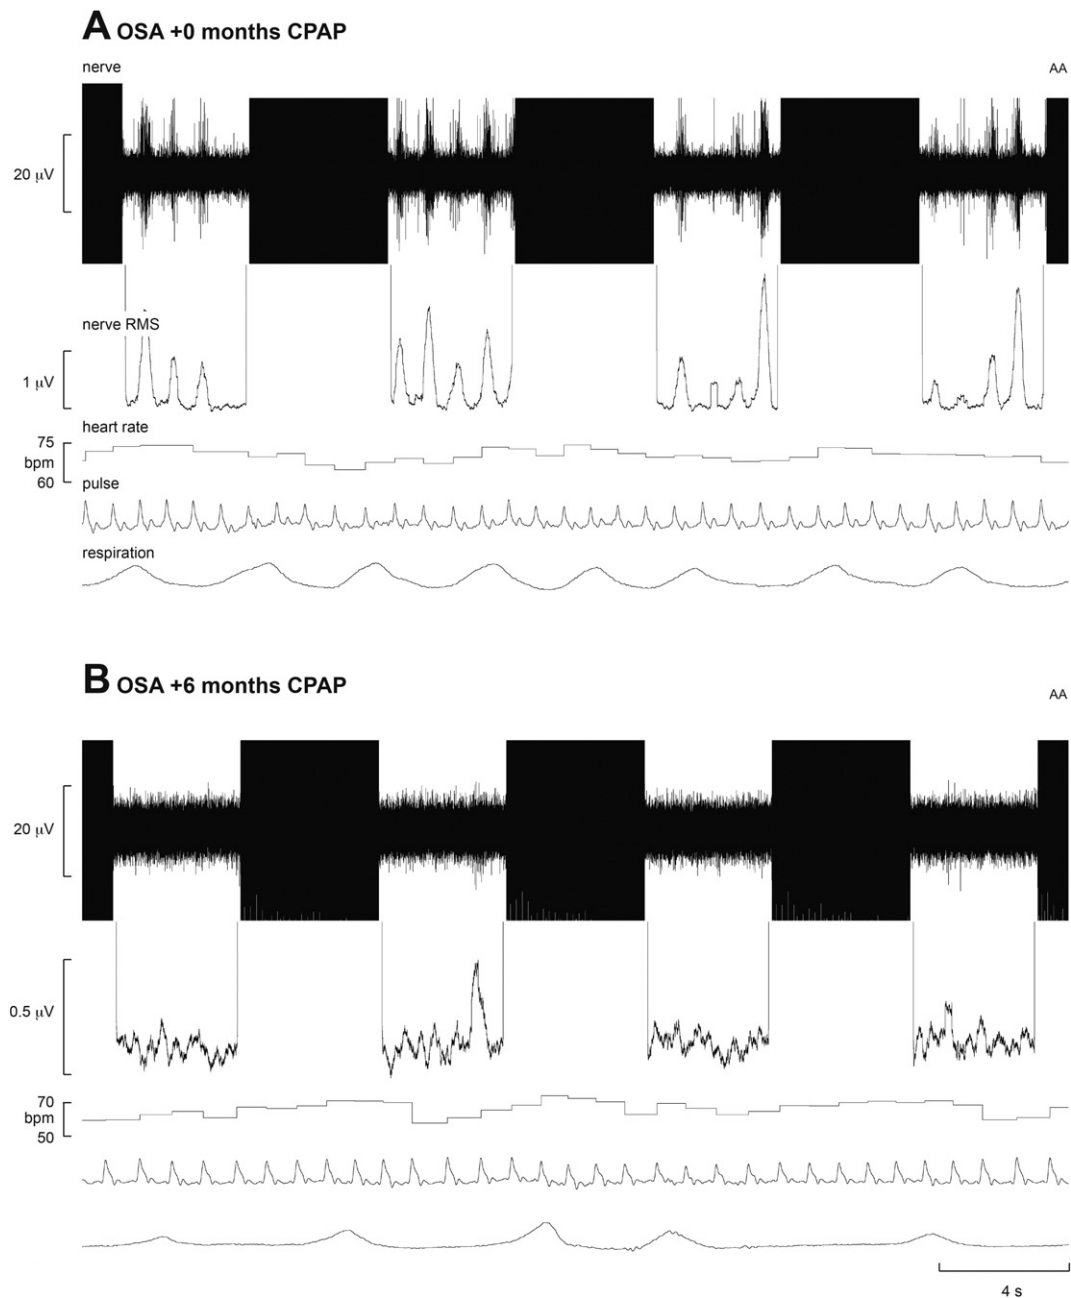 A OSA +0 months CPAP
nerve
AA
20 μV
nerve RMS
1 μV
heart rate
75
bpm
60
pulse
respiration
B OSA +6 months CPAP
AA
20 μV
0.5 μV
70
bpm
50
4 s